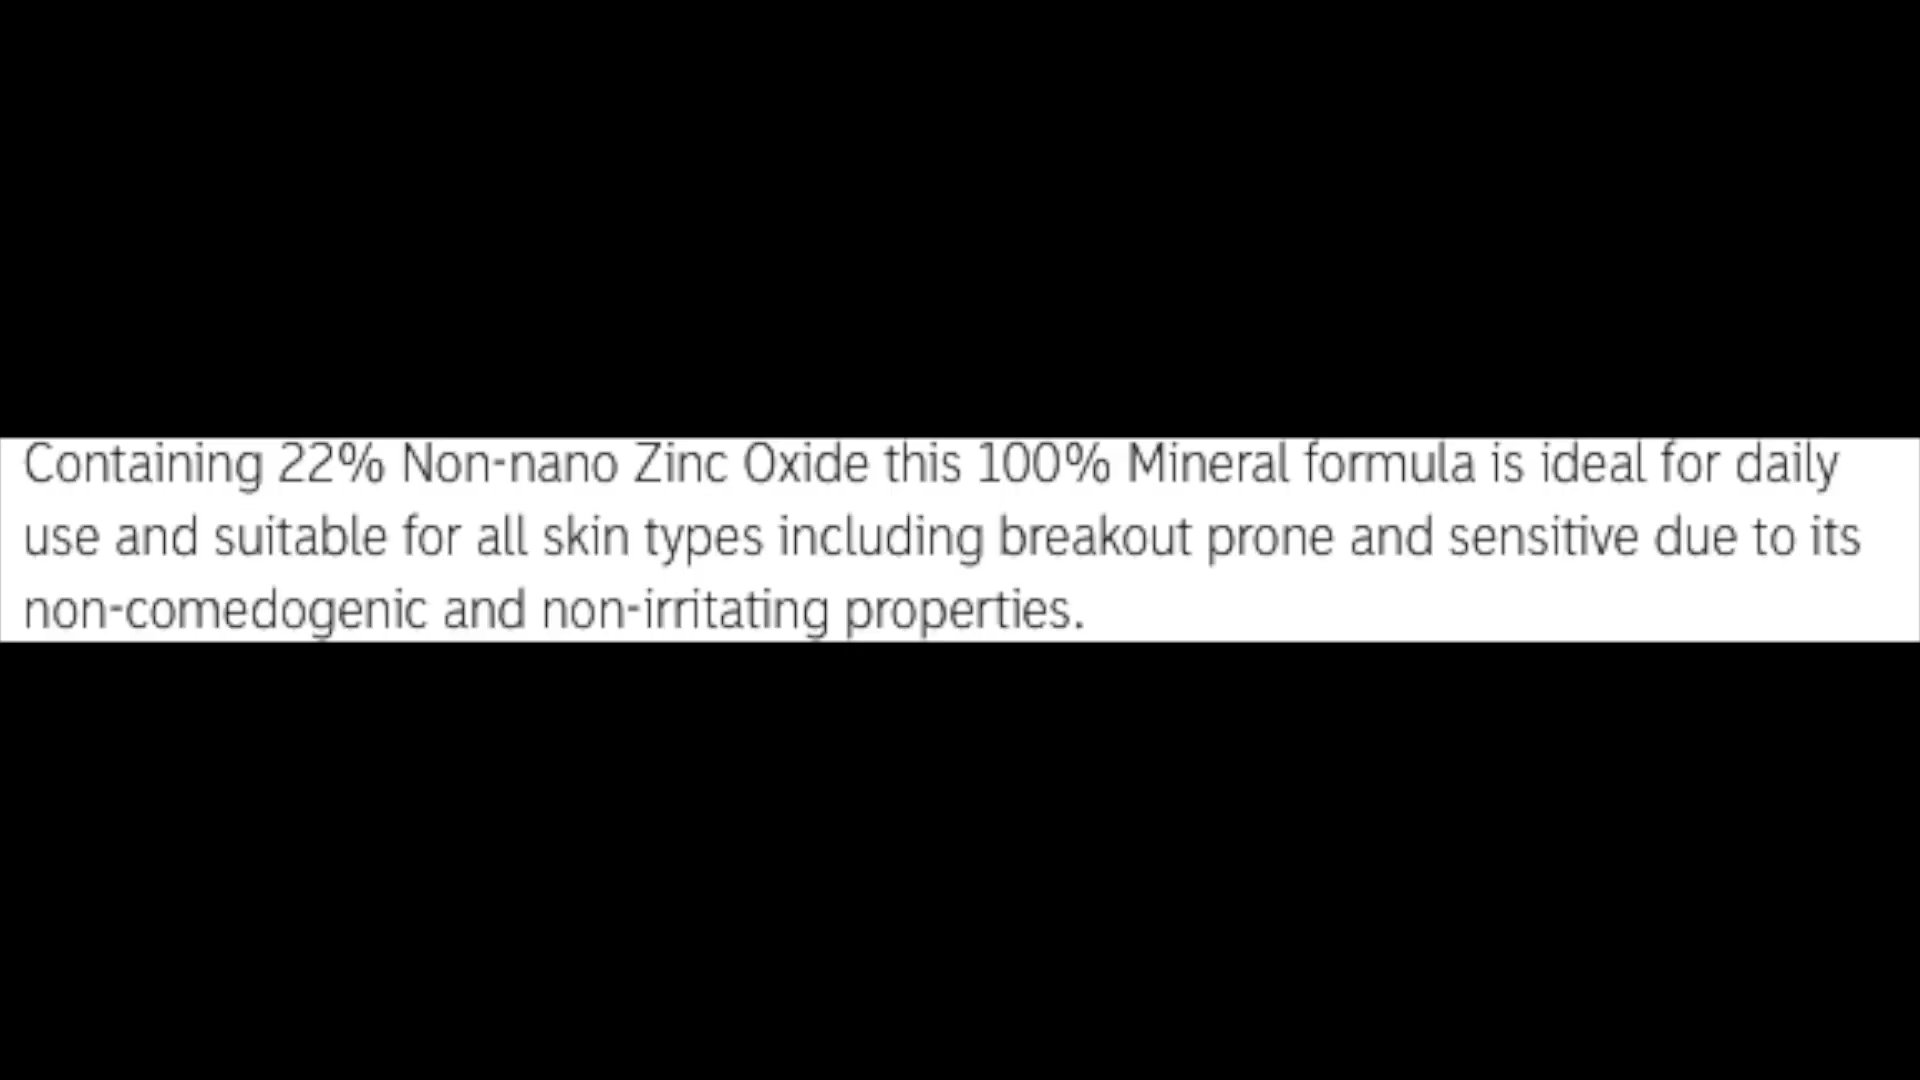 Containing 22% Non-nano Zinc Oxide this 100% Mineral formula is ideal for daily
use and suitable for all skin types including breakout prone and sensitive due to its
non-comedogenic and non-irritating properties.